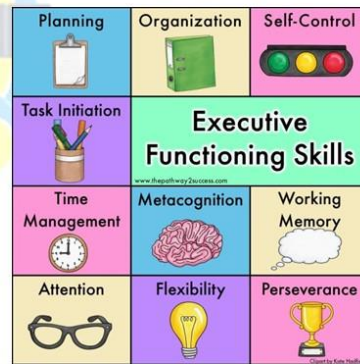 Planning
Organization
Self-Control
Task Initiation
Executive
Functioning Skills
www.thepathway2success.com
Time
Management
Metacognition
Working
Memory
Attention
Flexibility
Perseverance